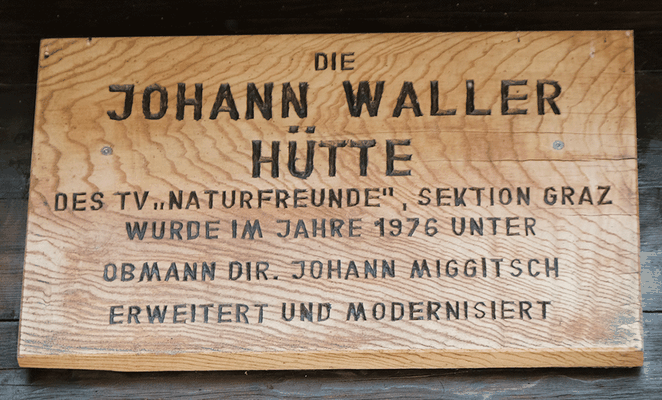 DIE
JOHANN WALLER
HÜTTE
DES TV „NATURFREUNDE", SEKTION GRAZ
WURDE IM JAHRE 1976 UNTER
OBMANN DIR. JOHANN MIGGITSCH
ERWEITERT UND MODERNISIERT